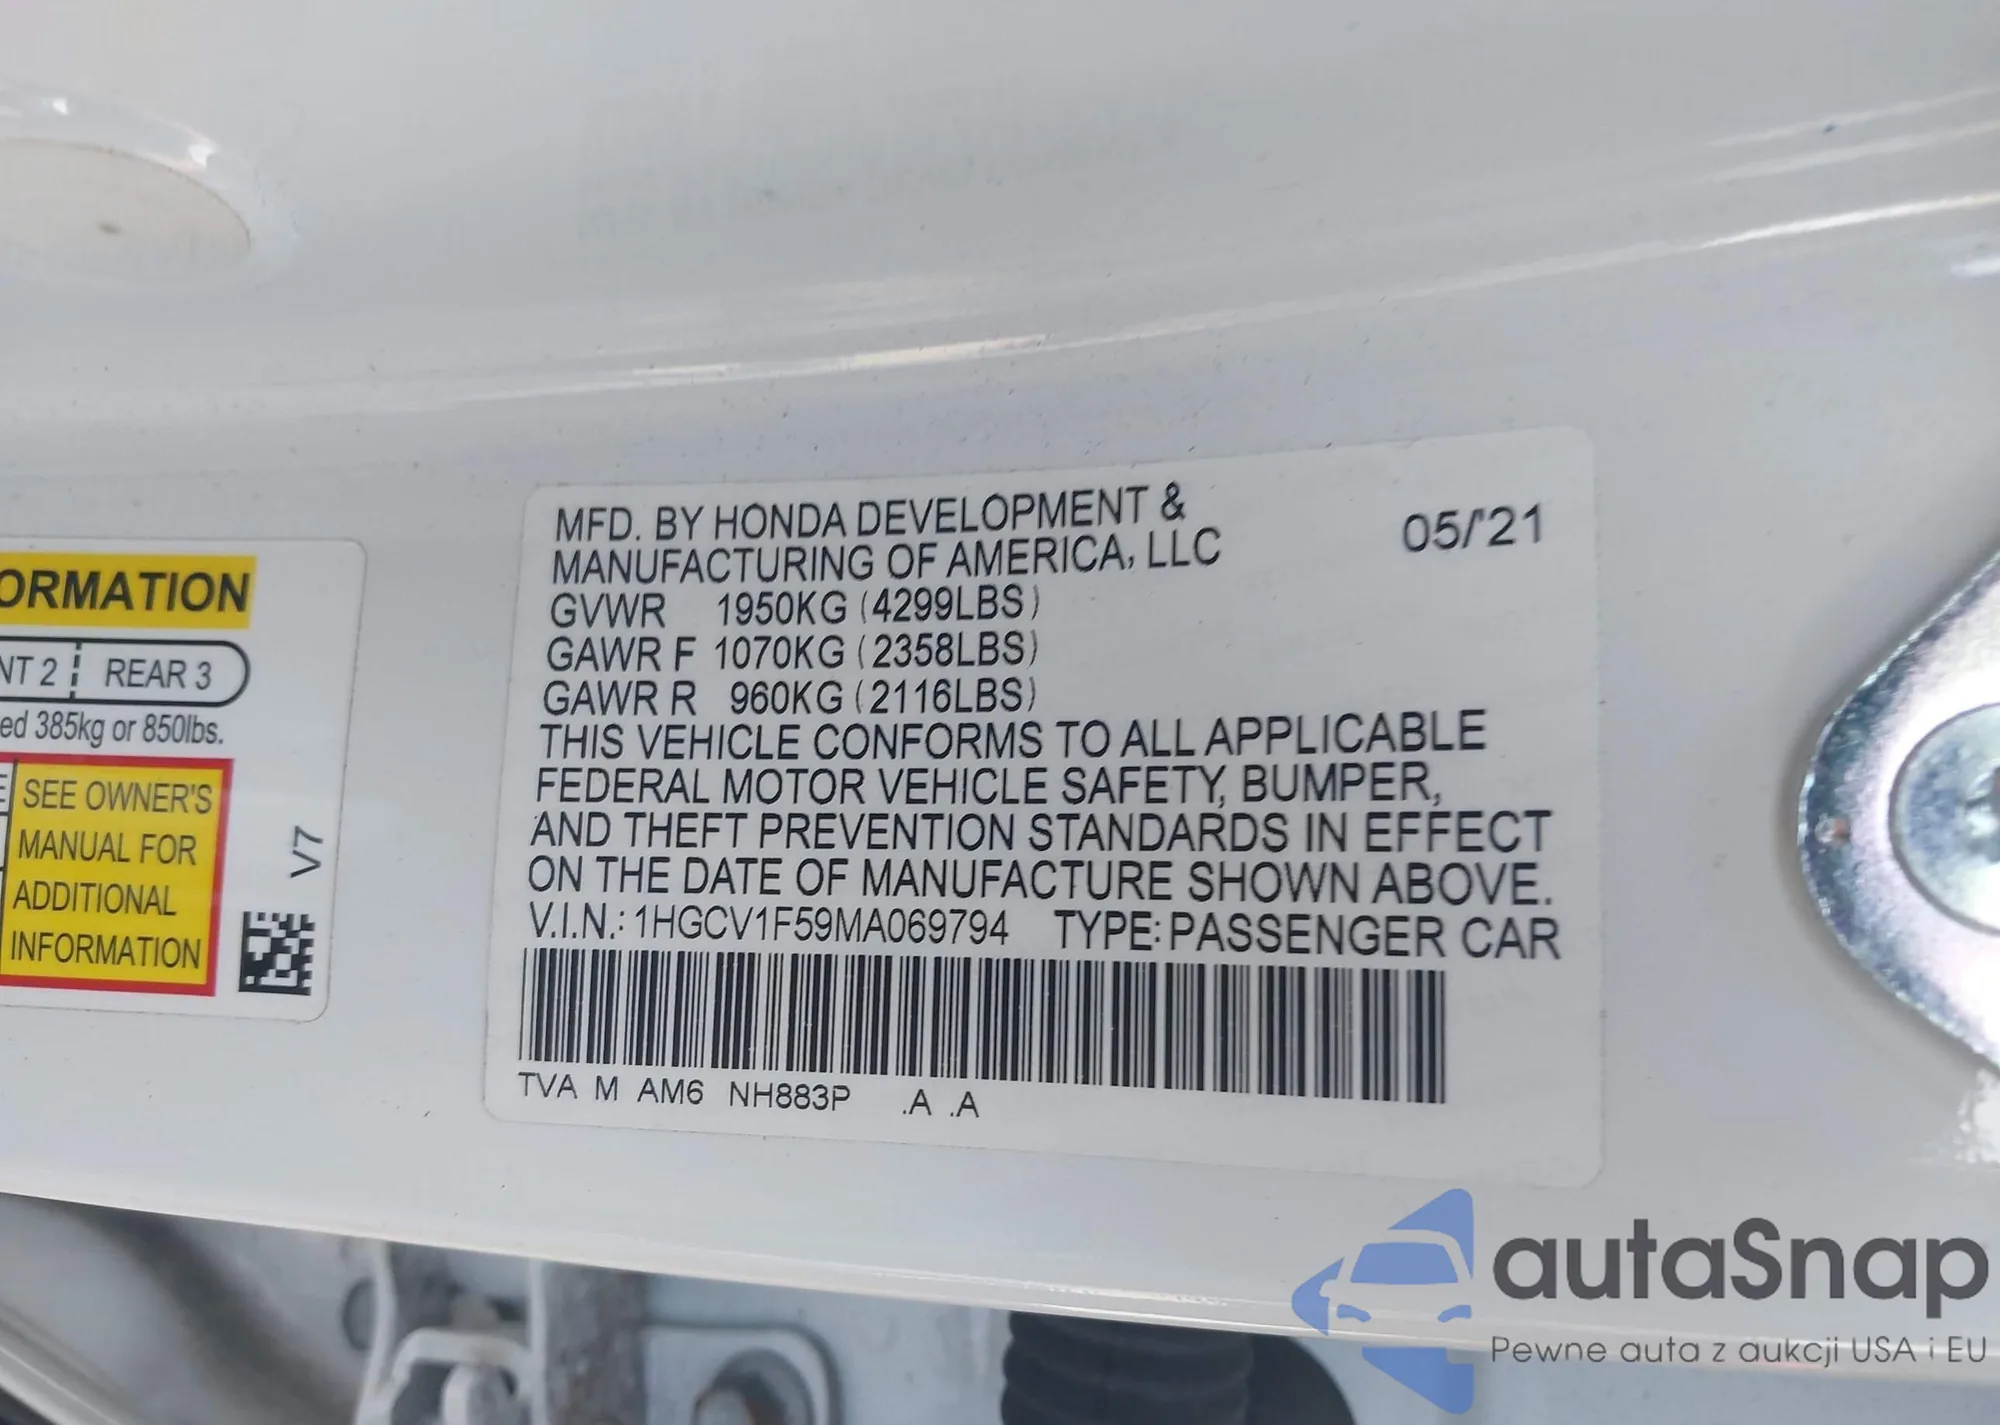 ORMATION
NT 2 REAR 3
ed 385kg or 850lbs.
SEE OWNER'S
MANUAL FOR
ADDITIONAL
INFORMATION
V7
MFD. BY HONDA DEVELOPMENT &
MANUFACTURING OF AMERICA, LLC
05/'21
GVWR 1950KG (4299LBS)
GAWR F 1070KG (2358LBS)
GAWR R 960KG (2116LBS)
THIS VEHICLE CONFORMS TO ALL APPLICABLE
FEDERAL MOTOR VEHICLE SAFETY, BUMPER,
AND THEFT PREVENTION STANDARDS IN EFFECT
ON THE DATE OF MANUFACTURE SHOWN ABOVE.
V.I.N.: 1HGCV1F59MA069794 TYPE: PASSENGER CAR
TVA M AM6 NH883P .A .A
autaSnap
Pewne auta z aukcji USA i EU